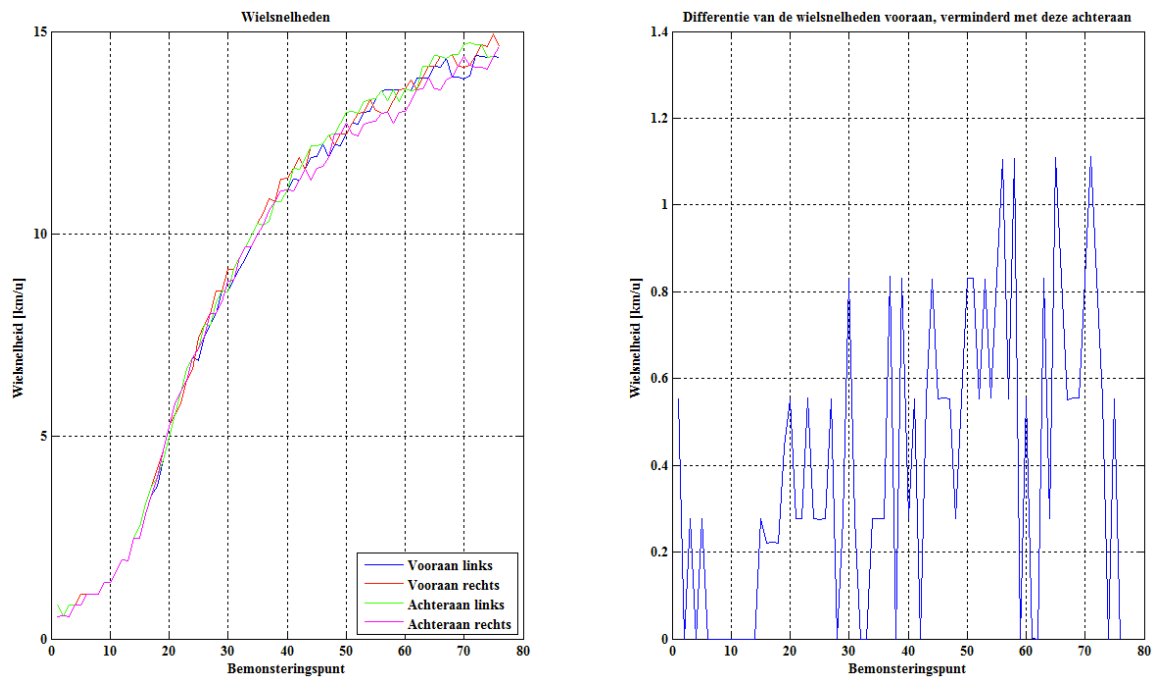 Wielsnelheden
15
10
5
0
0 10 20 30 40 50 60 70 80
Wielsnelheid [km/u]
Bemonsteringspunt
Vooraan links
Vooraan rechts
Achteraan links
Achteraan rechts
Differentie van de wielsnelheden vooraan, verminderd met deze achteraan
1.4
1.2
1
0.8
0.6
0.4
0.2
0
0 10 20 30 40 50 60 70 80
Wielsnelheid [km/u]
Bemonsteringspunt